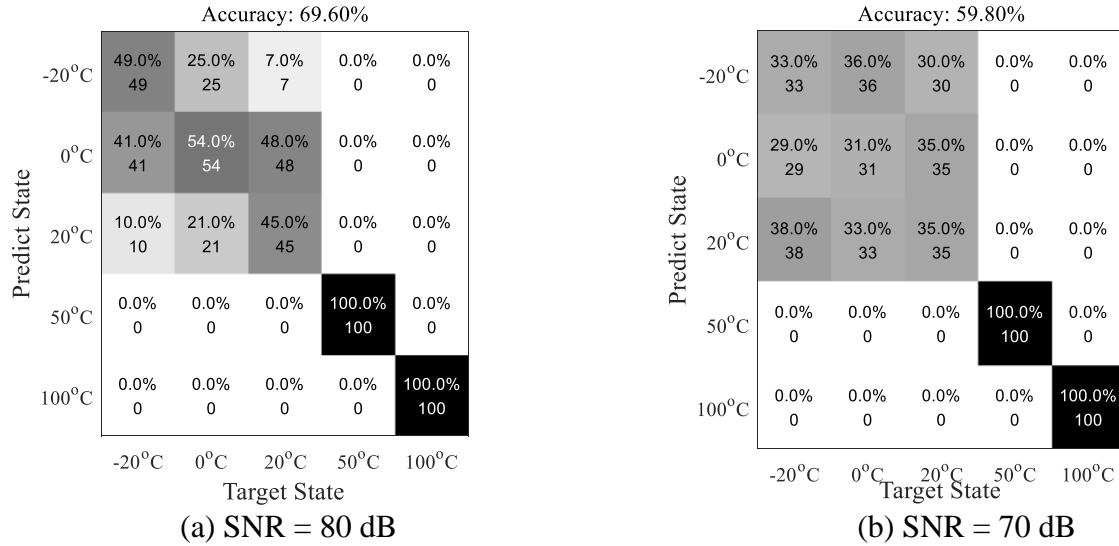 Accuracy: 69.60%
-20°C
49.0% 25.0% 7.0% 0.0% 0.0%
49 25 7 0 0
0°C
41.0% 54.0% 48.0% 0.0% 0.0%
41 54 48 0 0
20°C
10.0% 21.0% 45.0% 0.0% 0.0%
10 21 45 0 0
50°C
0.0% 0.0% 0.0% 100.0% 0.0%
0 0 0 100 0
100°C
0.0% 0.0% 0.0% 0.0% 100.0%
0 0 0 0 100
Predict State
-20°C 0°C 20°C 50°C 100°C
Target State
(a) SNR = 80 dB
Accuracy: 59.80%
-20°C
33.0% 36.0% 30.0% 0.0% 0.0%
33 36 30 0 0
0°C
29.0% 31.0% 35.0% 0.0% 0.0%
29 31 35 0 0
20°C
38.0% 33.0% 35.0% 0.0% 0.0%
38 33 35 0 0
50°C
0.0% 0.0% 0.0% 100.0% 0.0%
0 0 0 100 0
100°C
0.0% 0.0% 0.0% 0.0% 100.0%
0 0 0 0 100
Predict State
-20°C 0°C 20°C 50°C 100°C
Target State
(b) SNR = 70 dB